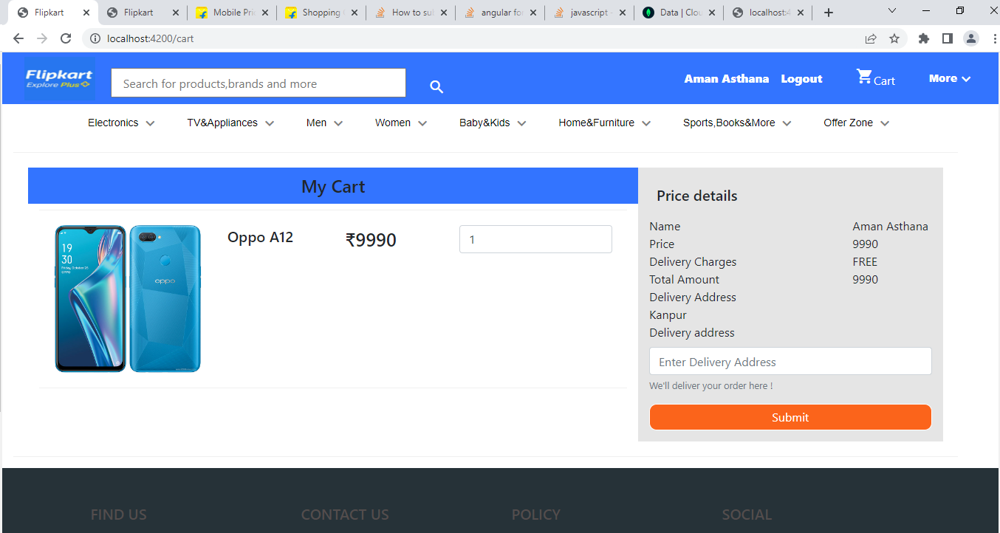 Flipkart
Flipkart
Mobile Pri
Shopping
How to su
angular fo
javascript -
Data | Clou
localhost:4
localhost:4200/cart
Flipkart
Explore Plus
Search for products,brands and more
Aman Asthana Logout
Cart
More
Electronics
TV&Appliances
Men
Women
Baby&Kids
Home&Furniture
Sports,Books&More
Offer Zone
My Cart
19
30
OPPO
Oppo A12
₹9990
1
Price details
Name Aman Asthana
Price 9990
Delivery Charges FREE
Total Amount 9990
Delivery Address
Kanpur
Delivery address
Enter Delivery Address
We'll deliver your order here !
Submit
FIND US
CONTACT US
POLICY
SOCIAL